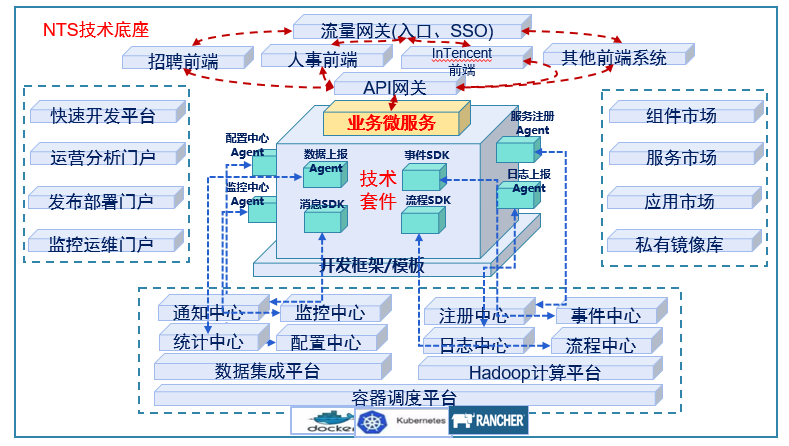 NTS技术底座
流量网关(入口、SSO)
招聘前端
人事前端
InTencent
前端
其他前端系统
API网关
快速开发平台
运营分析门户
发布部署门户
监控运维门户
业务微服务
配置中心
Agent
监控中心
Agent
数据上报
Agent
消息SDK
技术
套件
事件SDK
流程SDK
服务注册
Agent
日志上报
Agent
开发框架/模板
组件市场
服务市场
应用市场
私有镜像库
通知中心
监控中心
注册中心
事件中心
统计中心
配置中心
日志中心
流程中心
数据集成平台
Hadoop计算平台
容器调度平台
docker
Kubernetes
RANCHER